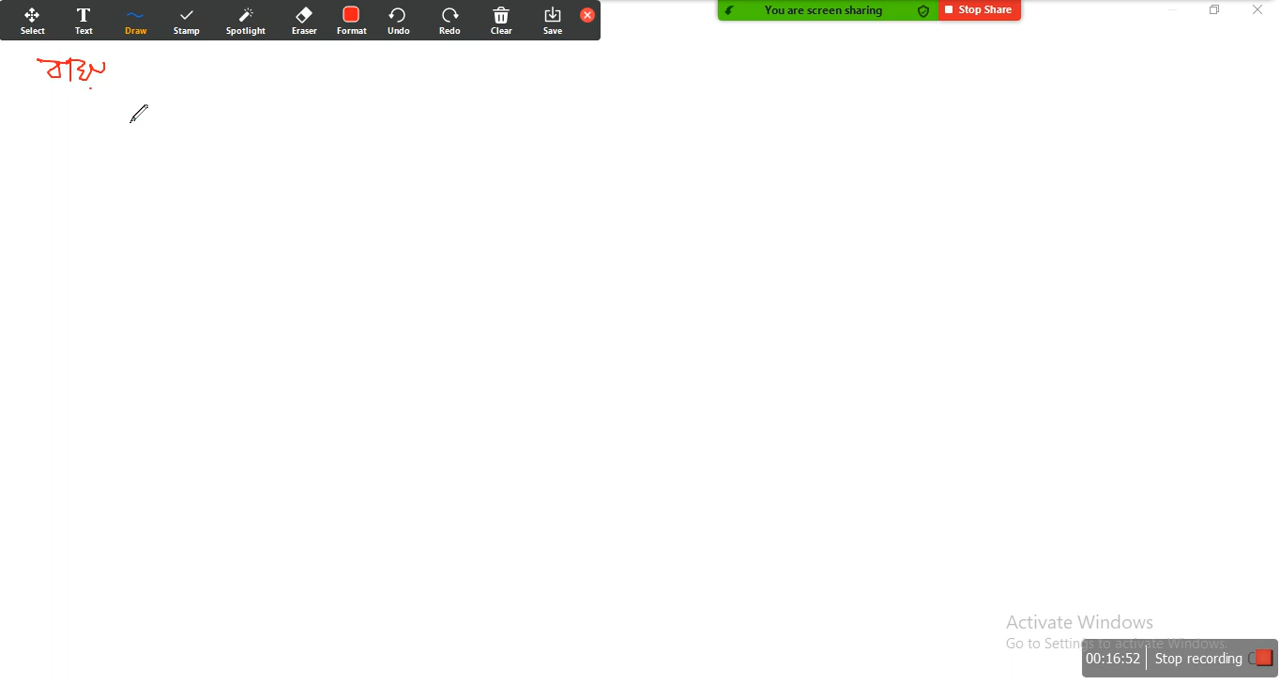 Select Text Draw Stamp Spotlight Eraser Format Undo Redo Clear Save
You are screen sharing Stop Share
Activate Windows
Go to Settings to activate Windows.
00:16:52 Stop recording